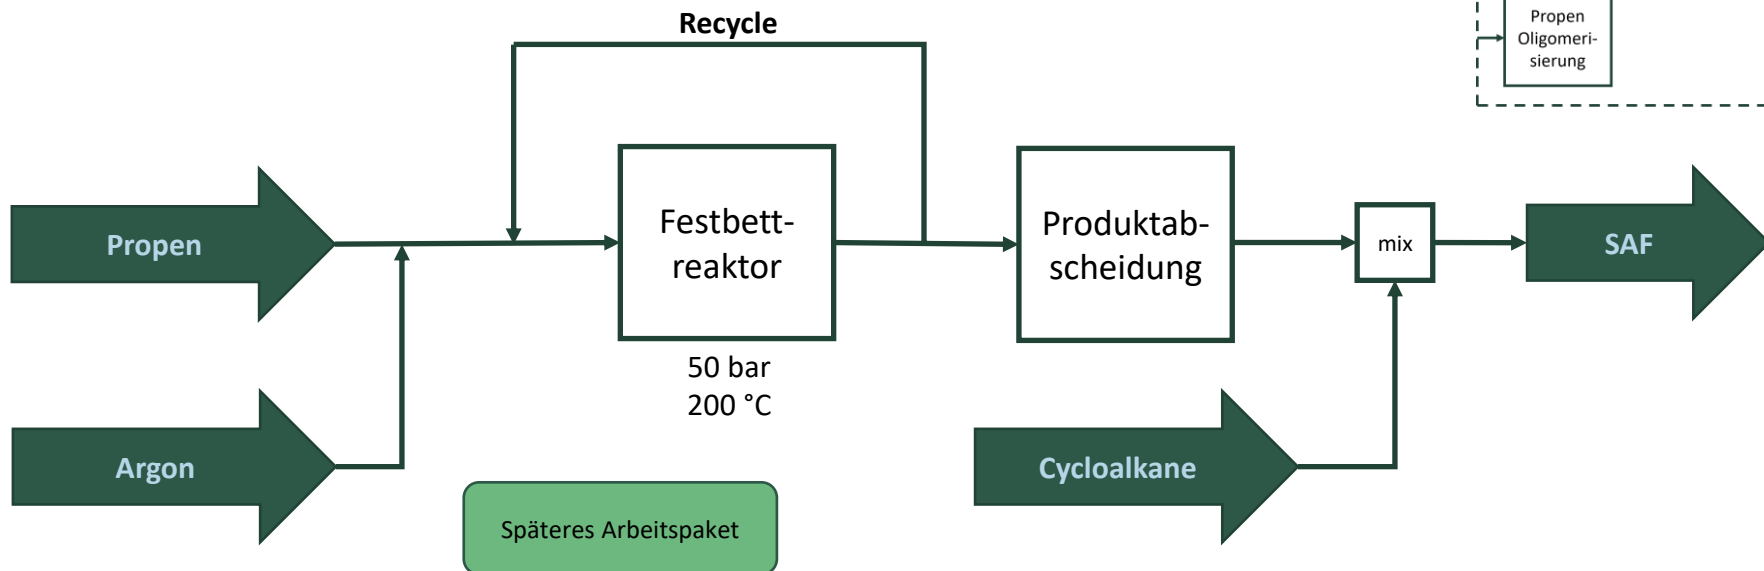 Recycle
Propen
Oligomeri-
sierung
Propen
Festbett-
reaktor
Produktab-
scheidung
mix
SAF
50 bar
200 °C
Argon
Cycloalkane
Späteres Arbeitspaket